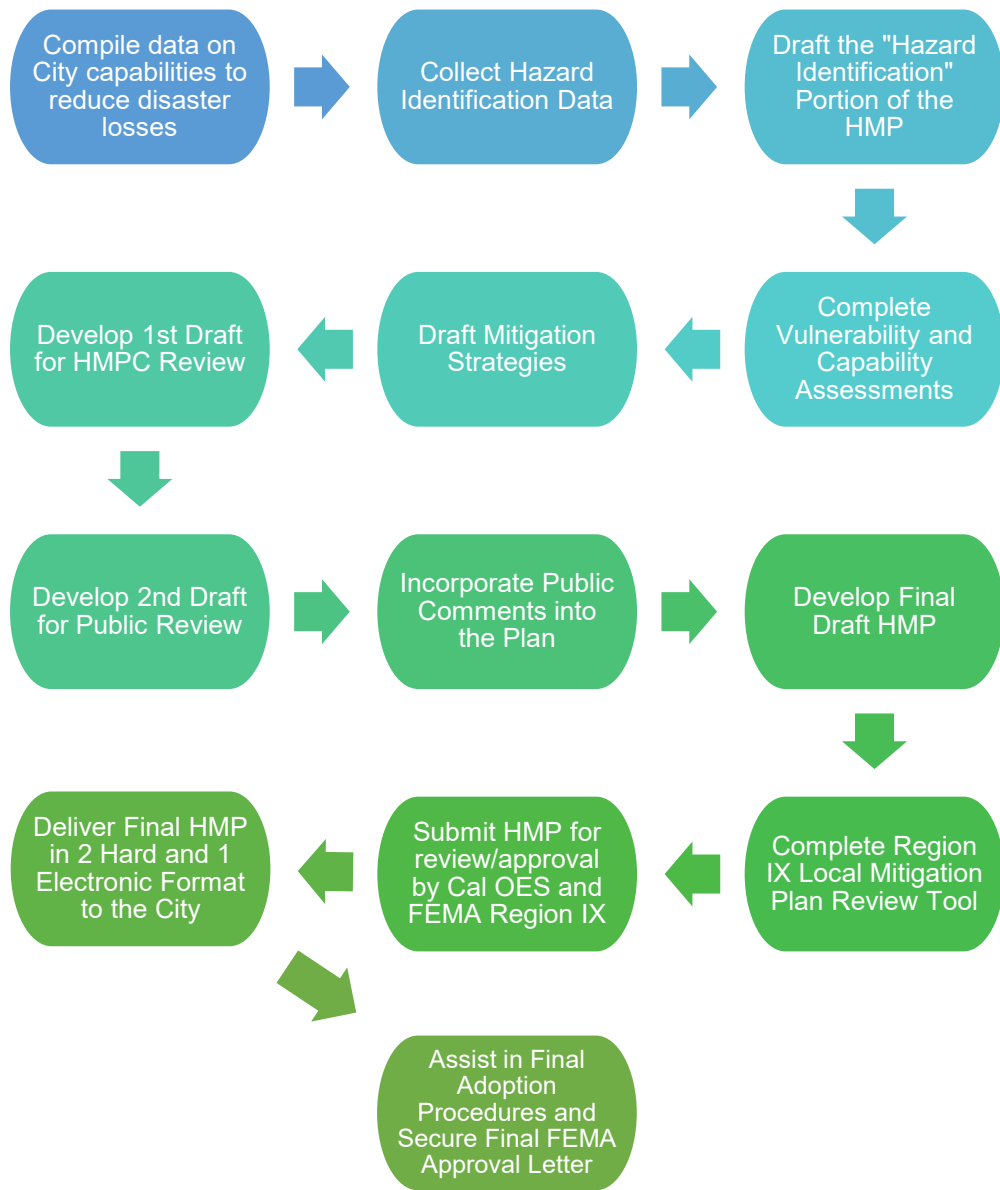 Compile data on
City capabilities to
reduce disaster
losses
Collect Hazard
Identification Data
Draft the "Hazard
Identification"
Portion of the
HMP
Complete
Vulnerability and
Capability
Assessments
Draft Mitigation
Strategies
Develop 1st Draft
for HMPC Review
Develop 2nd Draft
for Public Review
Incorporate Public
Comments into
the Plan
Develop Final
Draft HMP
Complete Region
IX Local Mitigation
Plan Review Tool
Submit HMP for
review/approval
by Cal OES and
FEMA Region IX
Deliver Final HMP
in 2 Hard and 1
Electronic Format
to the City
Assist in Final
Adoption
Procedures and
Secure Final FEMA
Approval Letter